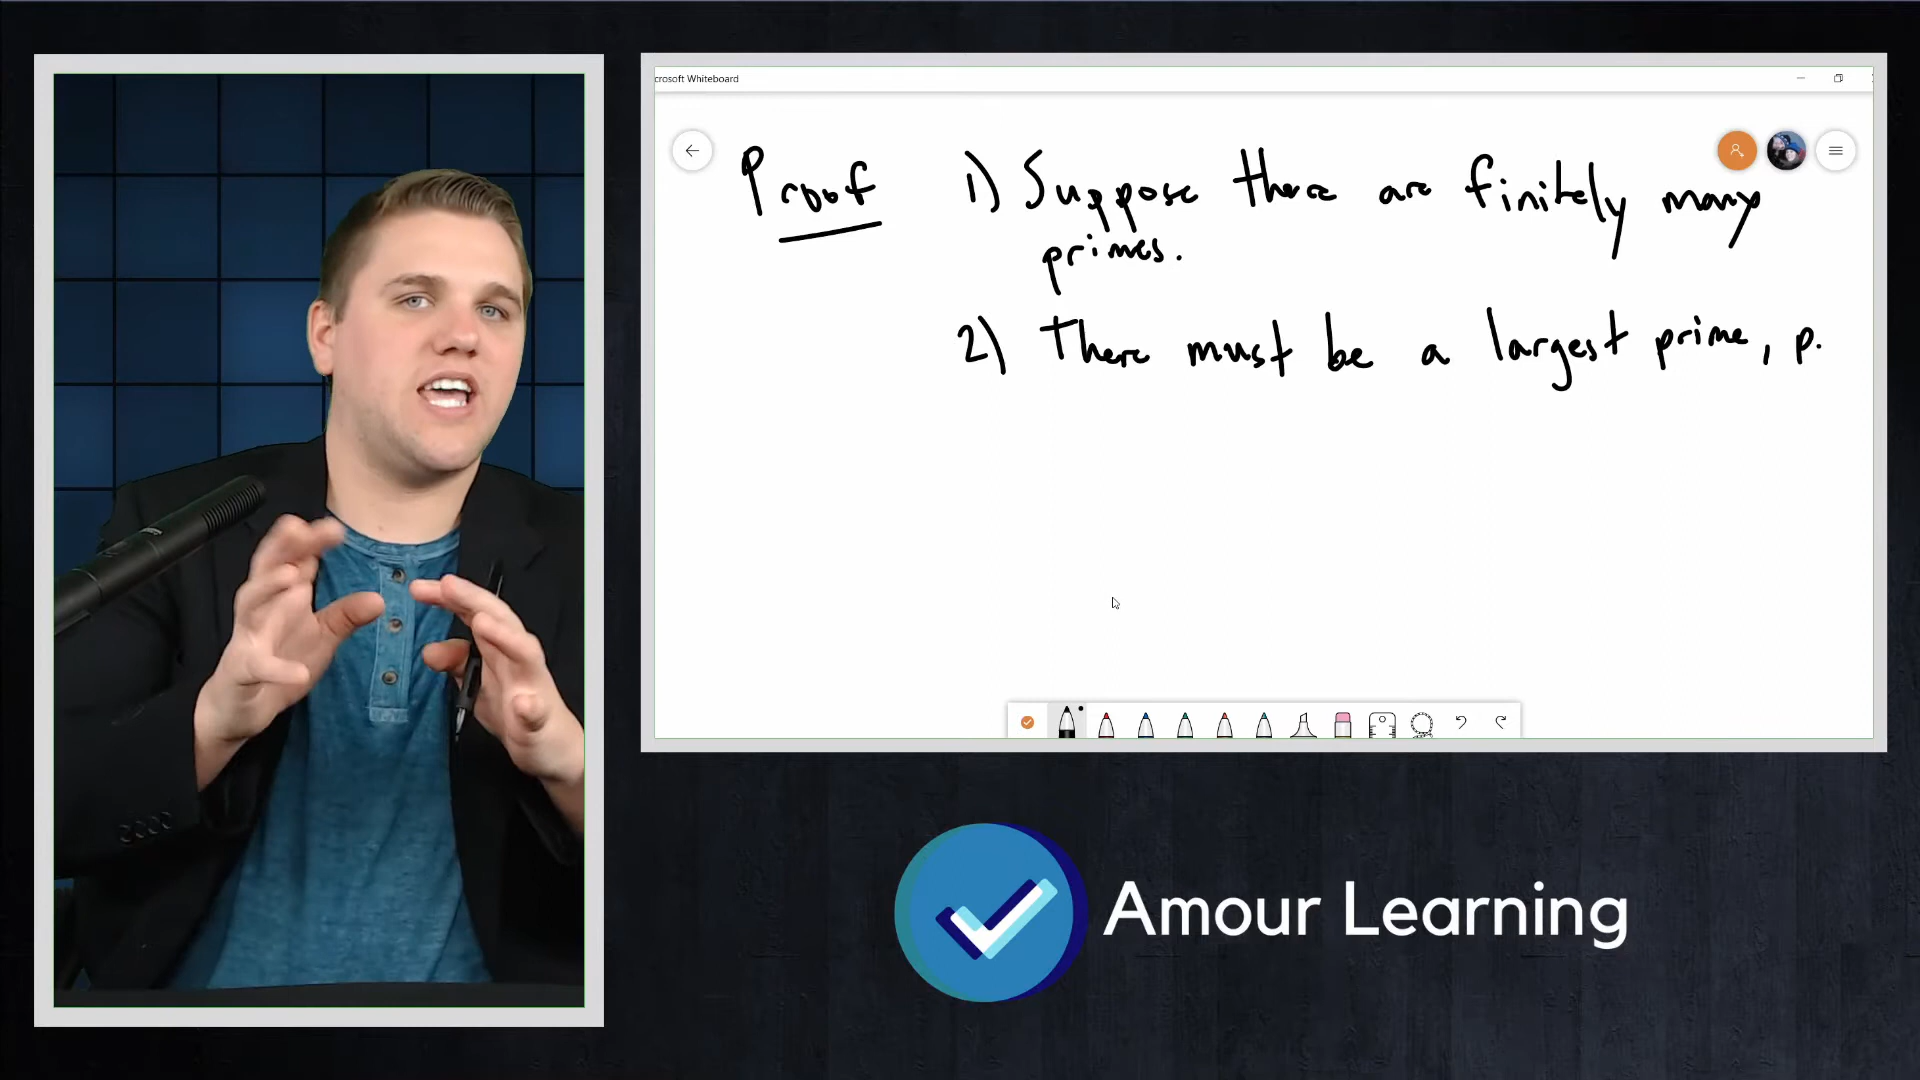 crosoft Whiteboard
Proof 1) Suppose there are finitely many
primes.
2) There must be a largest prime, p.
Amour Learning